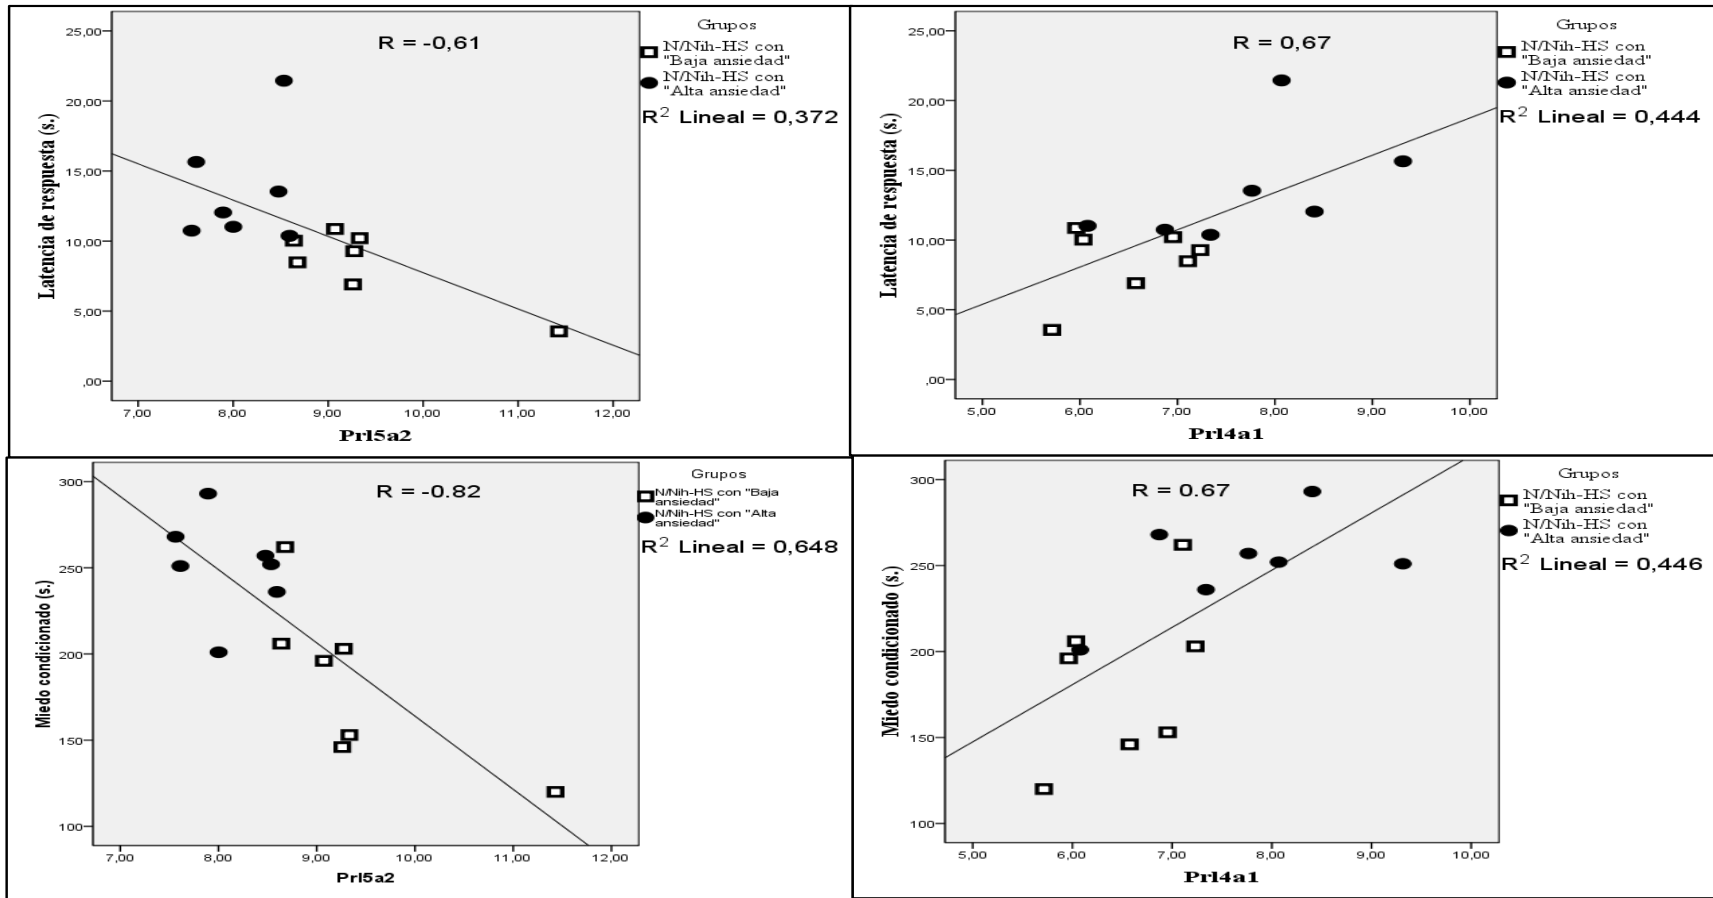 R = -0,61
Grupos
N/Nih-HS con
"Baja ansiedad"
N/Nih-HS con
"Alta ansiedad"
R² Lineal = 0,372
Latencia de respuesta (s.)
25,00
20,00
15,00
10,00
5,00
,00
7,00 8,00 9,00 10,00 11,00 12,00
Prl5a2
R = 0,67
Grupos
N/Nih-HS con
"Baja ansiedad"
N/Nih-HS con
"Alta ansiedad"
R² Lineal = 0,444
Latencia de respuesta (s.)
25,00
20,00
15,00
10,00
5,00
,00
5,00 6,00 7,00 8,00 9,00 10,00
Prl4a1
R = -0.82
Grupos
N/Nih-HS con "Baja
ansiedad"
N/Nih-HS con "Alta
ansiedad"
R² Lineal = 0,648
Miedo condicionado (s.)
300
250
200
150
100
7,00 8,00 9,00 10,00 11,00 12,00
Prl5a2
R = 0.67
Grupos
N/Nih-HS con
"Baja ansiedad"
N/Nih-HS con
"Alta ansiedad"
R² Lineal = 0,446
Miedo condicionado (s.)
300
250
200
150
100
5,00 6,00 7,00 8,00 9,00 10,00
Prl4a1